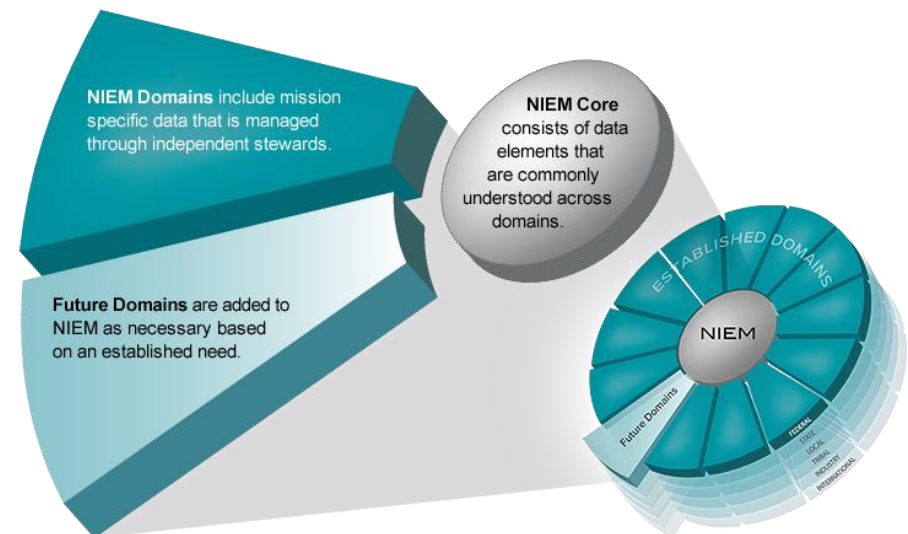 NIEM Domains include mission
specific data that is managed
through independent stewards.
NIEM Core
consists of data
elements that
are commonly
understood across
domains.
Future Domains are added to
NIEM as necessary based
on an established need.
ESTABLISHED DOMAINS
NIEM
Future Domains
FEDERAL
STATE
LOCAL
TRIBAL
INDUSTRY
INTERNATIONAL